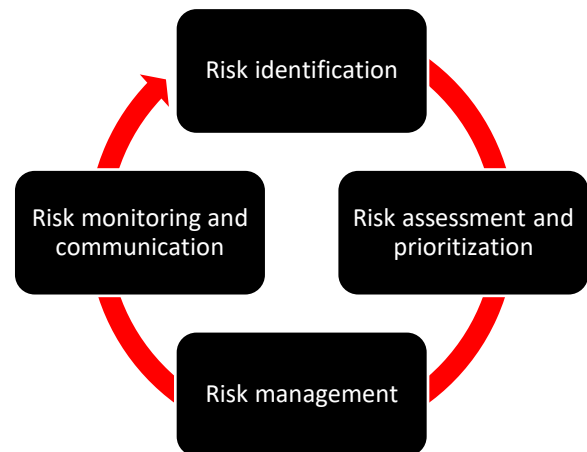 Risk identification
Risk assessment and
prioritization
Risk management
Risk monitoring and
communication